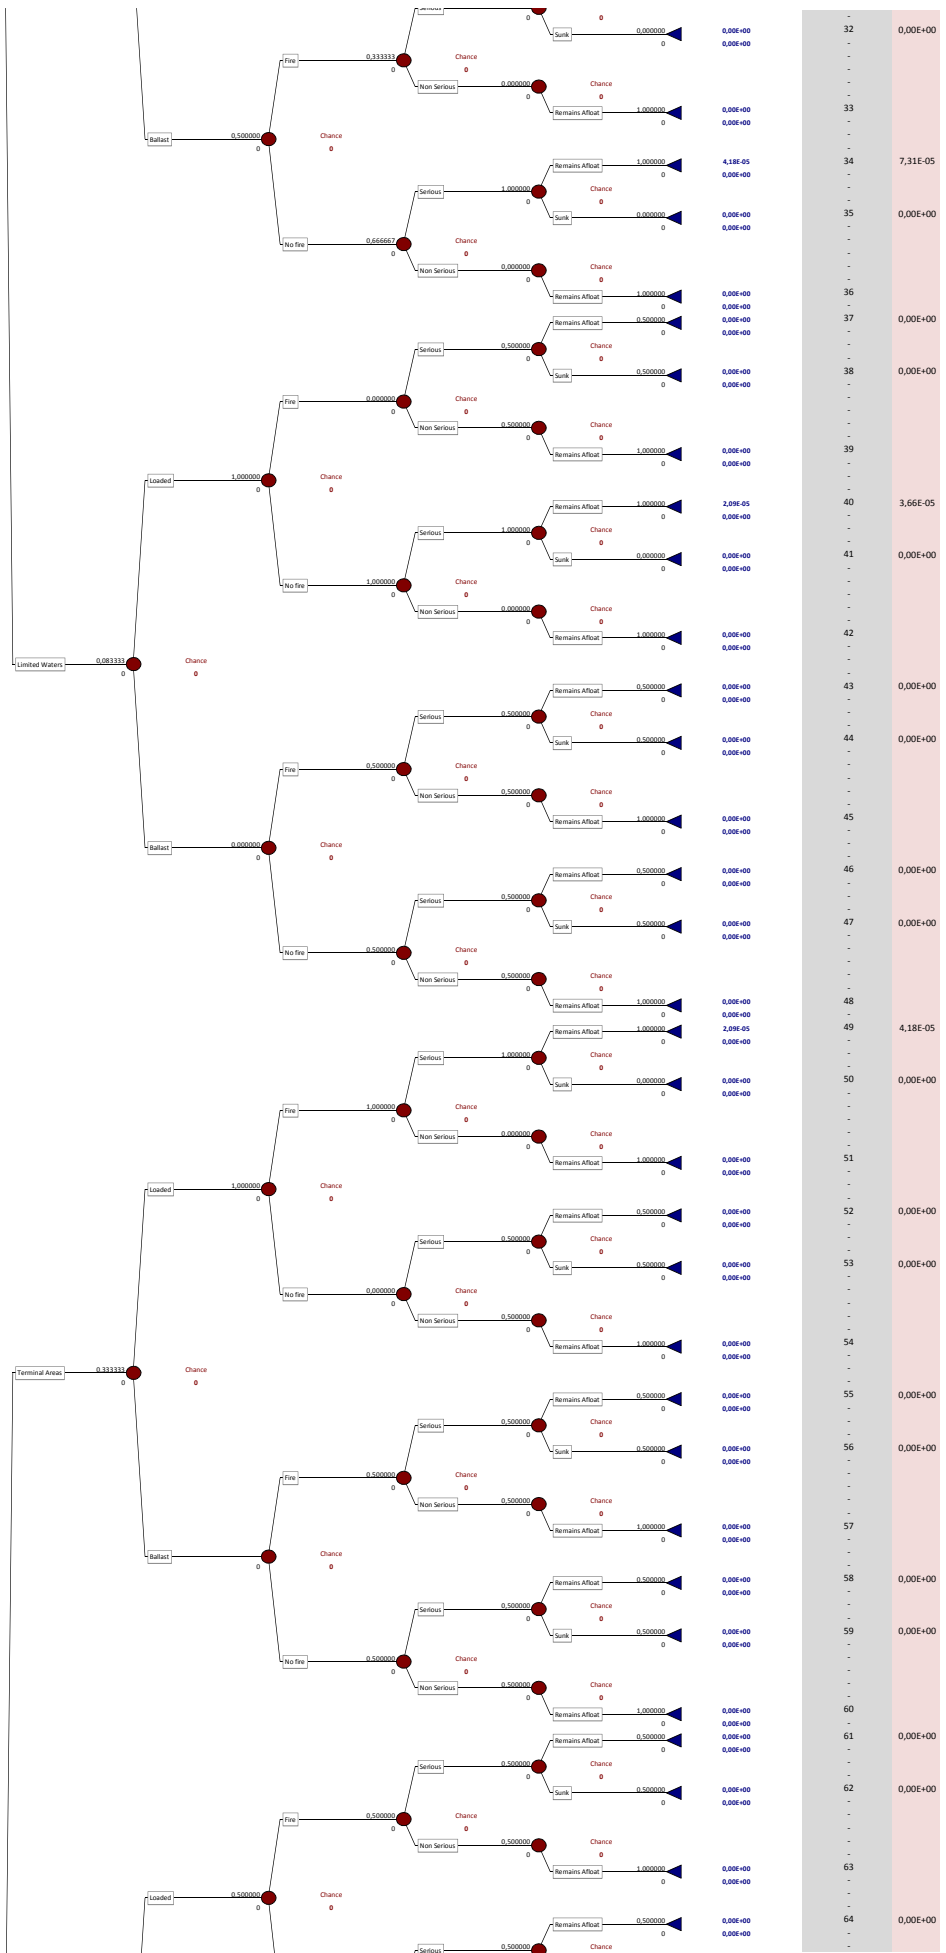 -
0 0
Sunk 0,000000 0,00E+00 32 0,00E+00
0 0,00E+00 -
Fire 0,333333 Chance -
0 0 -
Non Serious 0,000000 Chance -
0 0 -
Remains Afloat 1,000000 0,00E+00 33
0 0,00E+00 -
Ballast 0,500000 Chance -
0 0 -
Remains Afloat 1,000000 4,18E-05 34 7,31E-05
0 0,00E+00 -
Serious 1,000000 Chance -
0 0 -
Sunk 0,000000 0,00E+00 35 0,00E+00
0 0,00E+00 -
No fire 0,666667 Chance -
0 0 -
Non Serious 0,000000 Chance -
0 0 -
Remains Afloat 1,000000 0,00E+00 36
0 0,00E+00 -
Remains Afloat 0,500000 0,00E+00 37 0,00E+00
0 0,00E+00 -
Serious 0,500000 Chance -
0 0 -
Sunk 0,500000 0,00E+00 38 0,00E+00
0 0,00E+00 -
Fire 0,000000 Chance -
0 0 -
Non Serious 0,500000 Chance -
0 0 -
Remains Afloat 1,000000 0,00E+00 39
0 0,00E+00 -
Loaded 1,000000 Chance -
0 0 -
Remains Afloat 1,000000 2,09E-05 40 3,66E-05
0 0,00E+00 -
Serious 1,000000 Chance -
0 0 -
Sunk 0,000000 0,00E+00 41 0,00E+00
0 0,00E+00 -
No fire 1,000000 Chance -
0 0 -
Non Serious 0,000000 Chance -
0 0 -
Remains Afloat 1,000000 0,00E+00 42
0 0,00E+00 -
Limited Waters 0,083333 Chance -
0 0 -
Remains Afloat 0,500000 0,00E+00 43 0,00E+00
0 0,00E+00 -
Serious 0,500000 Chance -
0 0 -
Sunk 0,500000 0,00E+00 44 0,00E+00
0 0,00E+00 -
Fire 0,500000 Chance -
0 0 -
Non Serious 0,500000 Chance -
0 0 -
Remains Afloat 1,000000 0,00E+00 45
0 0,00E+00 -
Ballast 0,000000 Chance -
0 0 -
Remains Afloat 0,500000 0,00E+00 46 0,00E+00
0 0,00E+00 -
Serious 0,500000 Chance -
0 0 -
Sunk 0,500000 0,00E+00 47 0,00E+00
0 0,00E+00 -
No fire 0,500000 Chance -
0 0 -
Non Serious 0,500000 Chance -
0 0 -
Remains Afloat 1,000000 0,00E+00 48
0 0,00E+00 -
Remains Afloat 1,000000 2,09E-05 49 4,18E-05
0 0,00E+00 -
Serious 1,000000 Chance -
0 0 -
Sunk 0,000000 0,00E+00 50 0,00E+00
0 0,00E+00 -
Fire 1,000000 Chance -
0 0 -
Non Serious 0,000000 Chance -
0 0 -
Remains Afloat 1,000000 0,00E+00 51
0 0,00E+00 -
Loaded 1,000000 Chance -
0 0 -
Remains Afloat 0,500000 0,00E+00 52 0,00E+00
0 0,00E+00 -
Serious 0,500000 Chance -
0 0 -
Sunk 0,500000 0,00E+00 53 0,00E+00
0 0,00E+00 -
No fire 0,000000 Chance -
0 0 -
Non Serious 0,500000 Chance -
0 0 -
Remains Afloat 1,000000 0,00E+00 54
0 0,00E+00 -
Terminal Areas 0,333333 Chance -
0 0 -
Remains Afloat 0,500000 0,00E+00 55 0,00E+00
0 0,00E+00 -
Serious 0,500000 Chance -
0 0 -
Sunk 0,500000 0,00E+00 56 0,00E+00
0 0,00E+00 -
Fire 0,500000 Chance -
0 0 -
Non Serious 0,500000 Chance -
0 0 -
Remains Afloat 1,000000 0,00E+00 57
0 0,00E+00 -
Ballast Chance -
0 0 -
Remains Afloat 0,500000 0,00E+00 58 0,00E+00
0 0,00E+00 -
Serious 0,500000 Chance -
0 0 -
Sunk 0,500000 0,00E+00 59 0,00E+00
0 0,00E+00 -
No fire 0,500000 Chance -
0 0 -
Non Serious 0,500000 Chance -
0 0 -
Remains Afloat 1,000000 0,00E+00 60
0 0,00E+00 -
Remains Afloat 0,500000 0,00E+00 61 0,00E+00
0 0,00E+00 -
Serious 0,500000 Chance -
0 0 -
Sunk 0,500000 0,00E+00 62 0,00E+00
0 0,00E+00 -
Fire 0,500000 Chance -
0 0 -
Non Serious 0,500000 Chance -
0 0 -
Remains Afloat 1,000000 0,00E+00 63
0 0,00E+00 -
Loaded 0,500000 Chance -
0 0 -
Remains Afloat 0,500000 0,00E+00 64 0,00E+00
0 0,00E+00 -
Serious 0,500000 Chance -